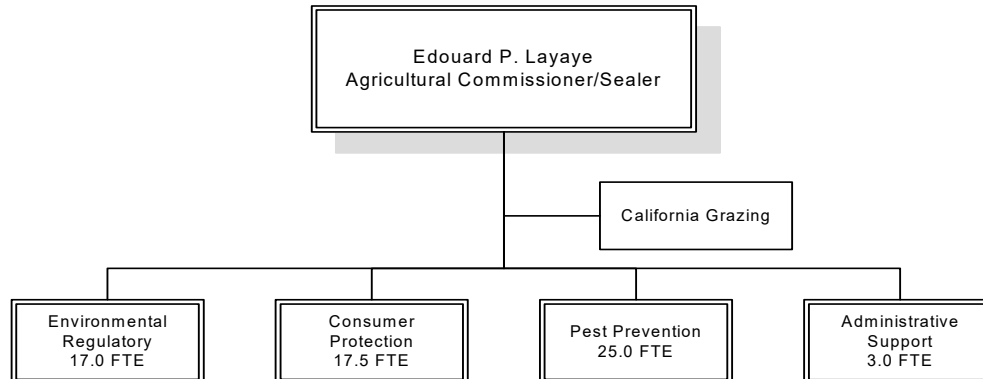 Edouard P. Layaye
Agricultural Commissioner/Sealer
California Grazing
Environmental
Regulatory
17.0 FTE
Consumer
Protection
17.5 FTE
Pest Prevention
25.0 FTE
Administrative
Support
3.0 FTE